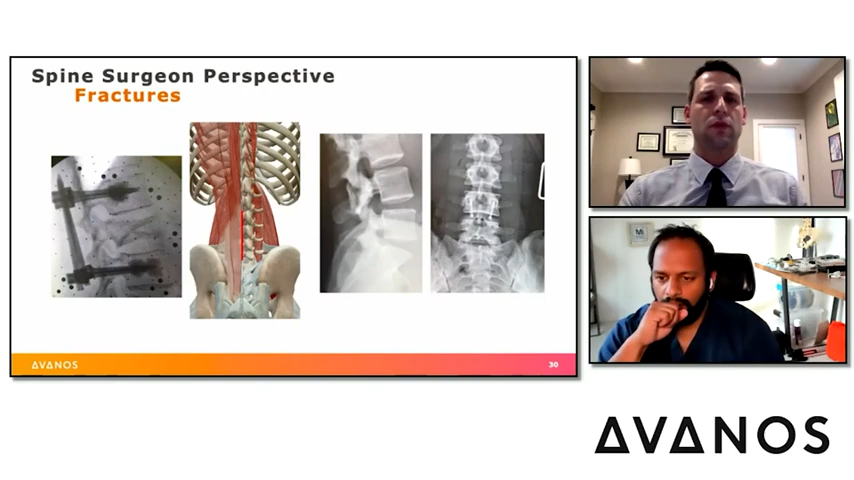 Spine Surgeon Perspective
Fractures
AVANOS
30
AVANOS